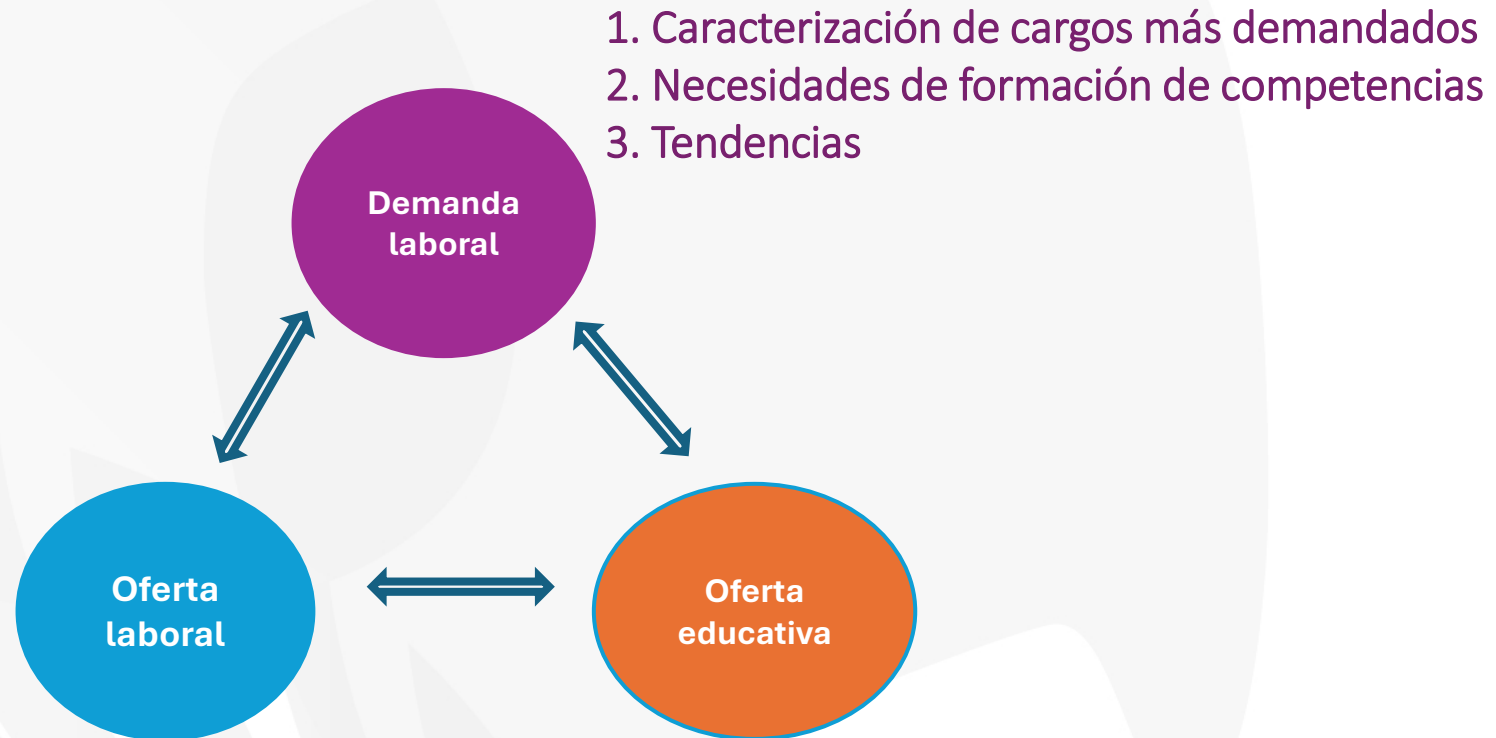 1. Caracterización de cargos más demandados
2. Necesidades de formación de competencias
3. Tendencias
Demanda
laboral
Oferta
laboral
Oferta
educativa